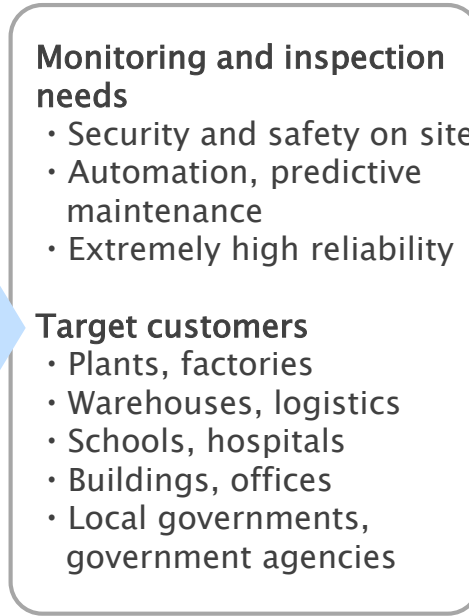 Monitoring and inspection
needs
・Security and safety on site
・Automation, predictive
maintenance
・Extremely high reliability
Target customers
・Plants, factories
・Warehouses, logistics
・Schools, hospitals
・Buildings, offices
・Local governments,
government agencies